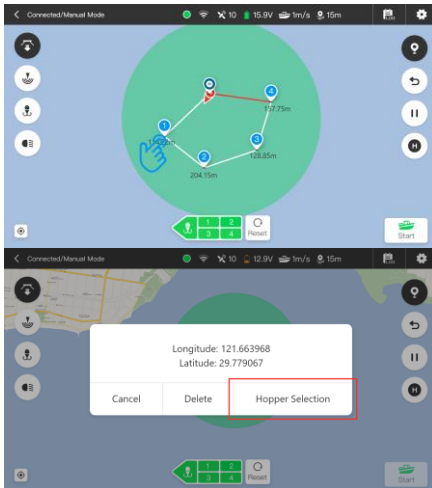 Connected/Manual Mode 10 15.9V 1m/s 15m
4
157.75m
1
3
128.85m
2
204.15m
H
1 2
3 4
Reset
Start
Connected/Manual Mode 10 12.9V 1m/s 15m
Longitude: 121.663968
Latitude: 29.779067
Cancel Delete Hopper Selection
H
1 2
3 4
Reset
Start